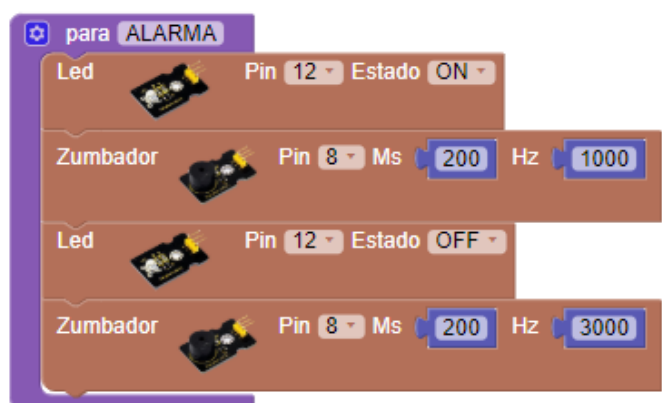 para ALARMA
Led Pin 12 Estado ON
Zumbador Pin 8 Ms 200 Hz 1000
Led Pin 12 Estado OFF
Zumbador Pin 8 Ms 200 Hz 3000